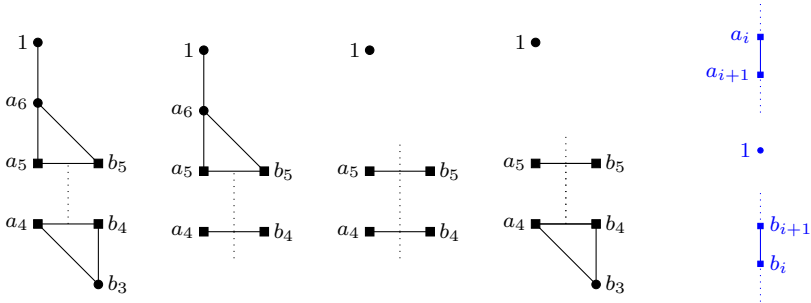 1
a₆
a₅ b₅
a₄ b₄
b₃
1
a₆
a₅ b₅
a₄ b₄
1
a₅ b₅
a₄ b₄
1
a₅ b₅
a₄ b₄
b₃
aᵢ
aᵢ₊₁
1
bᵢ₊₁
bᵢ